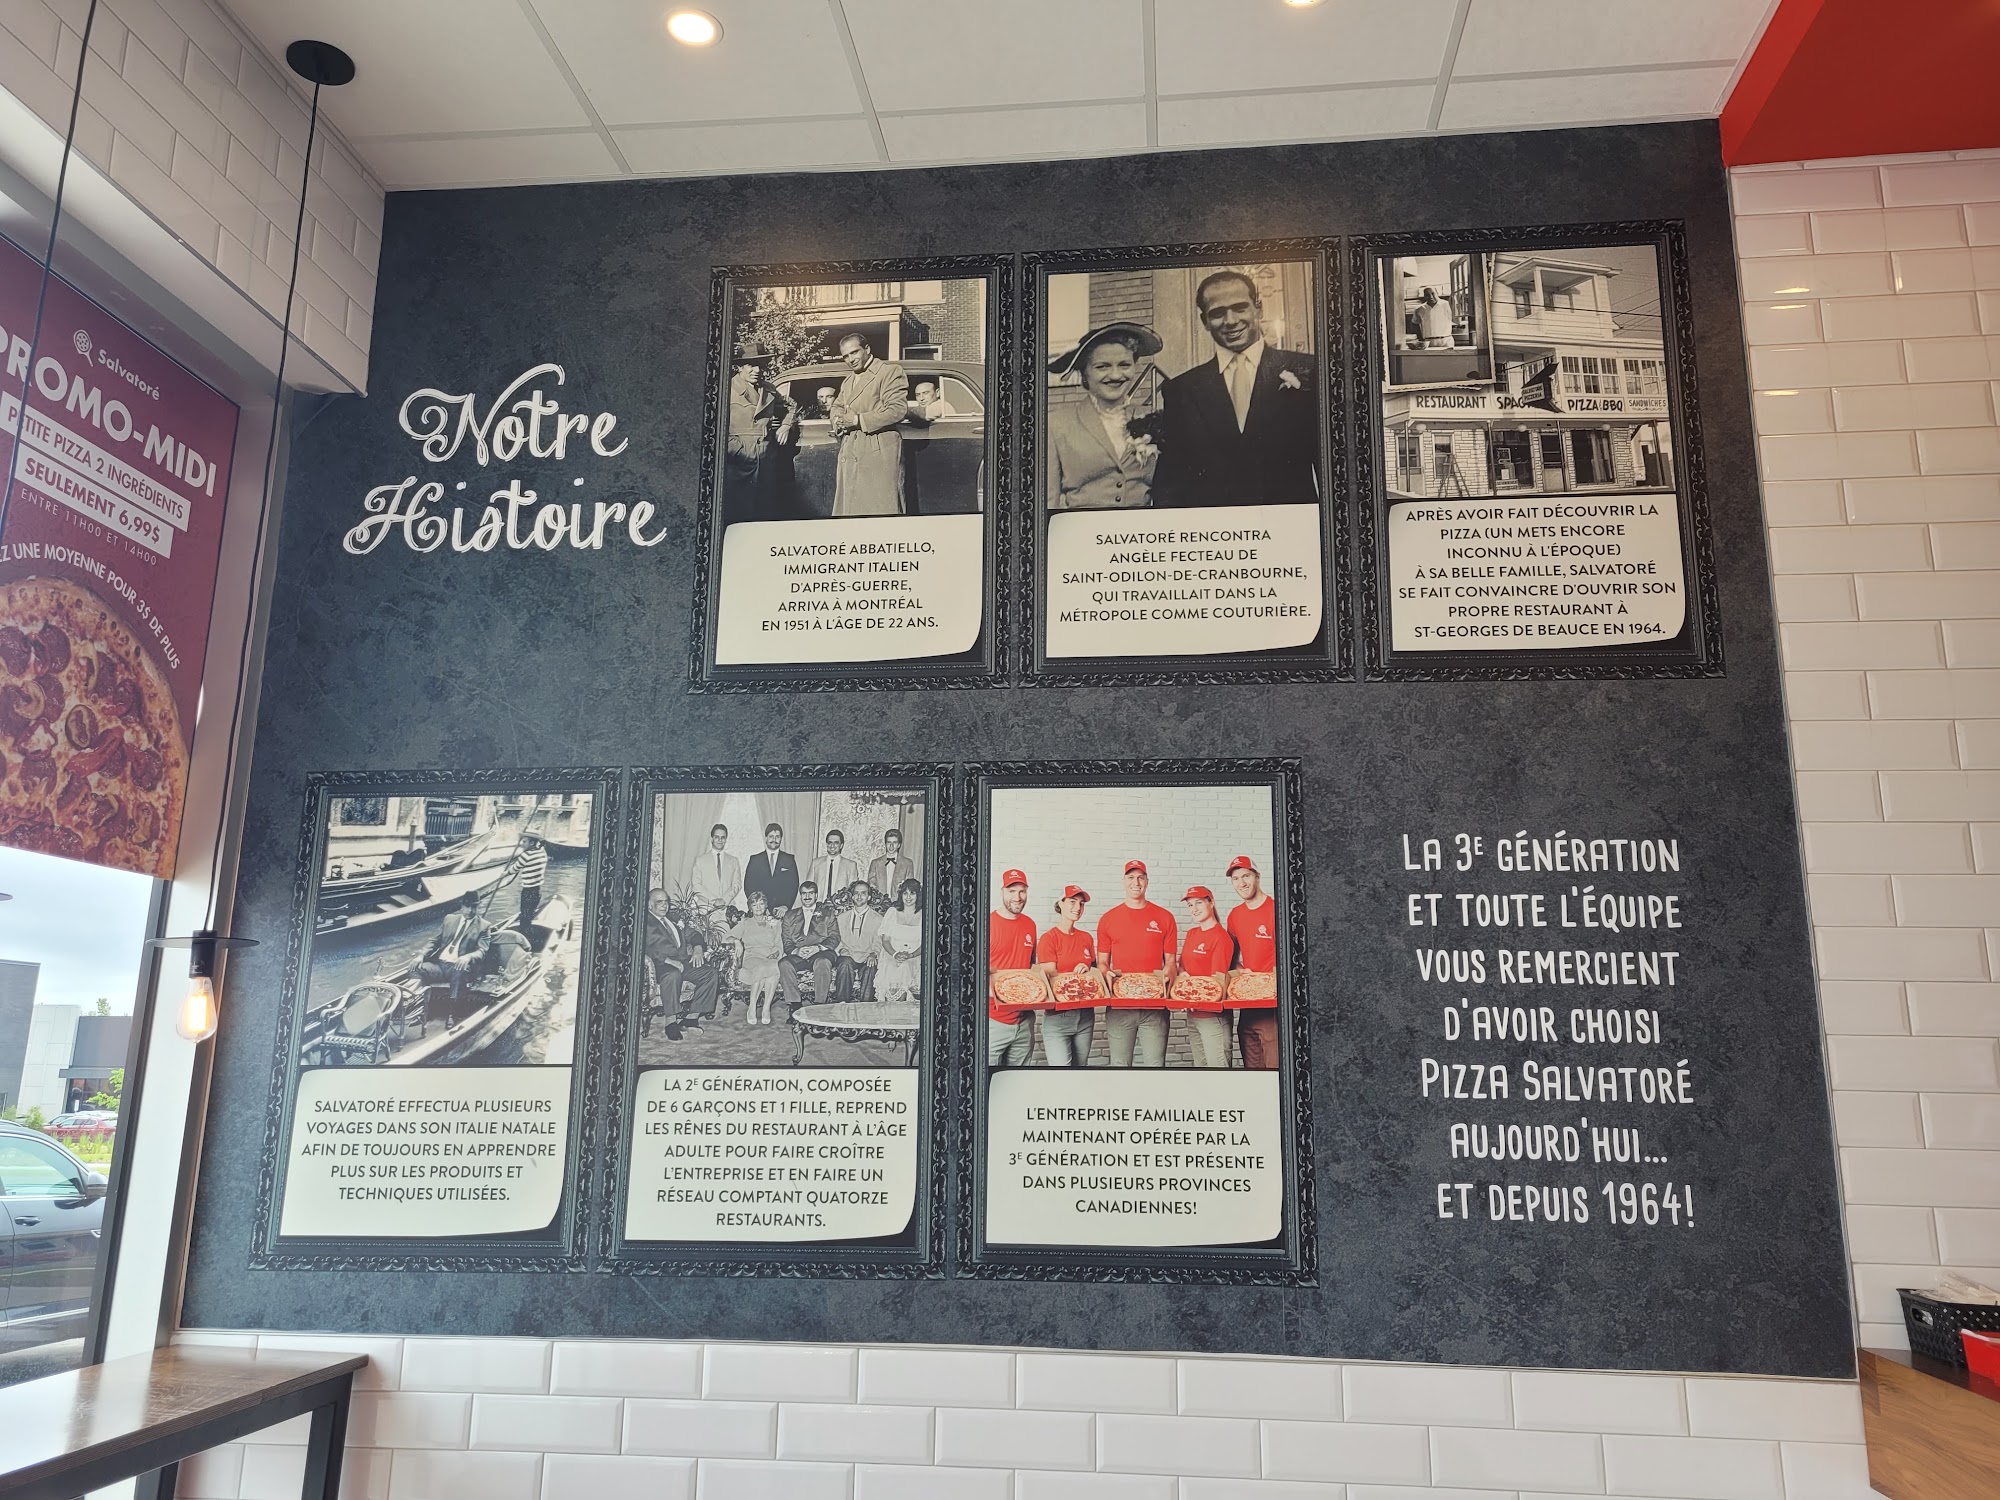 Salvatoré
PROMO-MIDI
PETITE PIZZA 2 INGRÉDIENTS
SEULEMENT 6,99$
ENTRE 11H00 ET 14H00
UNE MOYENNE POUR 3$ DE PLUS
Notre
Histoire
SALVATORÉ ABBATIELLO,
IMMIGRANT ITALIEN
D'APRÈS-GUERRE,
ARRIVA À MONTRÉAL
EN 1951 À L'ÂGE DE 22 ANS.
SALVATORÉ RENCONTRA
ANGÈLE FECTEAU DE
SAINT-ODILON-DE-CRANBOURNE,
QUI TRAVAILLAIT DANS LA
MÉTROPOLE COMME COUTURIÈRE.
RESTAURANT PIZZA & BBQ SANDWICHES
APRÈS AVOIR FAIT DÉCOUVRIR LA
PIZZA (UN METS ENCORE
INCONNU À L'ÉPOQUE)
À SA BELLE FAMILLE, SALVATORÉ
SE FAIT CONVAINCRE D'OUVRIR SON
PROPRE RESTAURANT À
ST-GEORGES DE BEAUCE EN 1964.
SALVATORÉ EFFECTUA PLUSIEURS
VOYAGES DANS SON ITALIE NATALE
AFIN DE TOUJOURS EN APPRENDRE
PLUS SUR LES PRODUITS ET
TECHNIQUES UTILISÉES.
LA 2E GÉNÉRATION, COMPOSÉE
DE 6 GARÇONS ET 1 FILLE, REPREND
LES RÊNES DU RESTAURANT À L'ÂGE
ADULTE POUR FAIRE CROÎTRE
L'ENTREPRISE ET EN FAIRE UN
RÉSEAU COMPTANT QUATORZE
RESTAURANTS.
L'ENTREPRISE FAMILIALE EST
MAINTENANT OPÉRÉE PAR LA
3E GÉNÉRATION ET EST PRÉSENTE
DANS PLUSIEURS PROVINCES
CANADIENNES!
LA 3E GÉNÉRATION
ET TOUTE L'ÉQUIPE
VOUS REMERCIENT
D'AVOIR CHOISI
PIZZA SALVATORÉ
AUJOURD'HUI...
ET DEPUIS 1964!